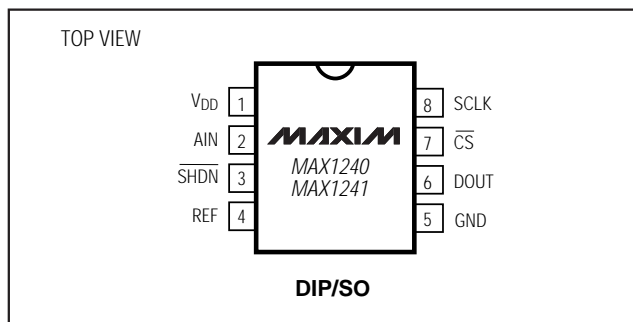 TOP VIEW
VDD 1
AIN 2
SHDN 3
REF 4
MAXIM
MAX1240
MAX1241
8 SCLK
7 CS
6 DOUT
5 GND
DIP/SO